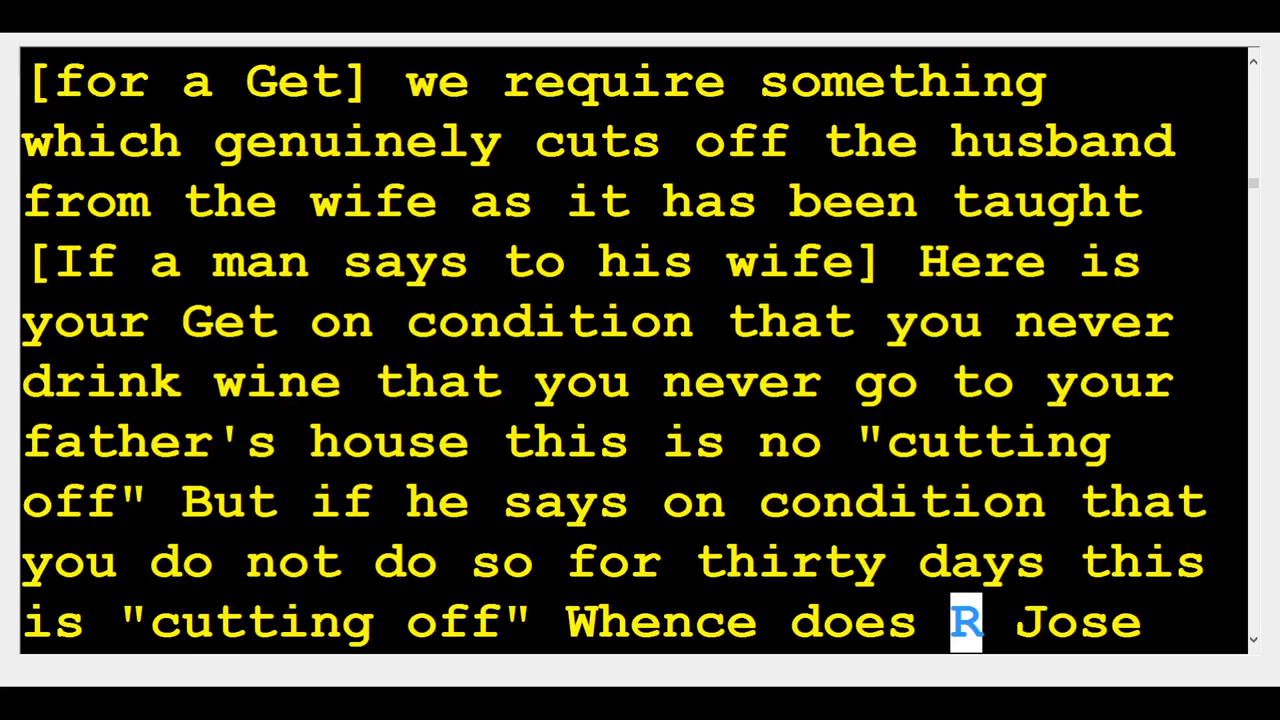 [for a Get] we require something
which genuinely cuts off the husband
from the wife as it has been taught
[If a man says to his wife] Here is
your Get on condition that you never
drink wine that you never go to your
father's house this is no "cutting
off" But if he says on condition that
you do not do so for thirty days this
is "cutting off" Whence does R Jose